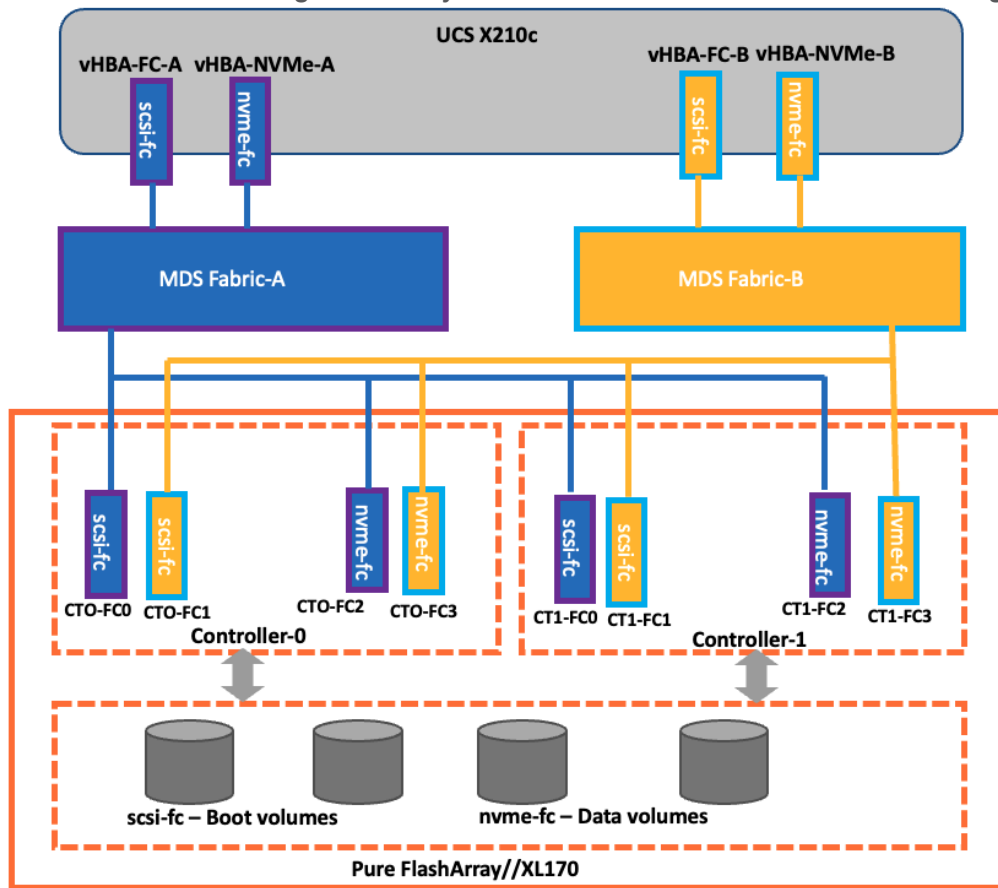 UCS X210c
vHBA-FC-A vHBA-NVMe-A
vHBA-FC-B vHBA-NVMe-B
scsi-fc
nvme-fc
scsi-fc
nvme-fc
MDS Fabric-A
MDS Fabric-B
scsi-fc
scsi-fc
nvme-fc
nvme-fc
scsi-fc
scsi-fc
nvme-fc
nvme-fc
CTO-FC0
CTO-FC1
CTO-FC2
CTO-FC3
CT1-FC0
CT1-FC1
CT1-FC2
CT1-FC3
Controller-0
Controller-1
scsi-fc – Boot volumes
nvme-fc – Data volumes
Pure FlashArray//XL170